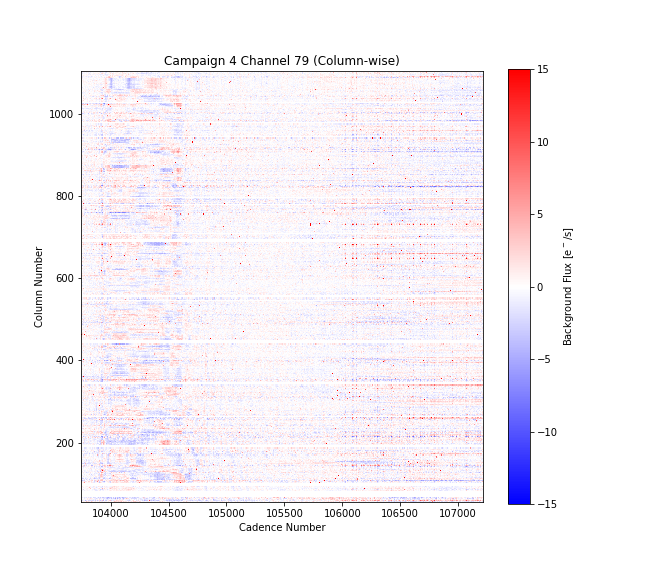 Campaign 4 Channel 79 (Column-wise)
1000
800
600
400
200
Column Number
104000 104500 105000 105500 106000 106500 107000
Cadence Number
15
10
5
0
−5
−10
−15
Background Flux [e⁻/s]